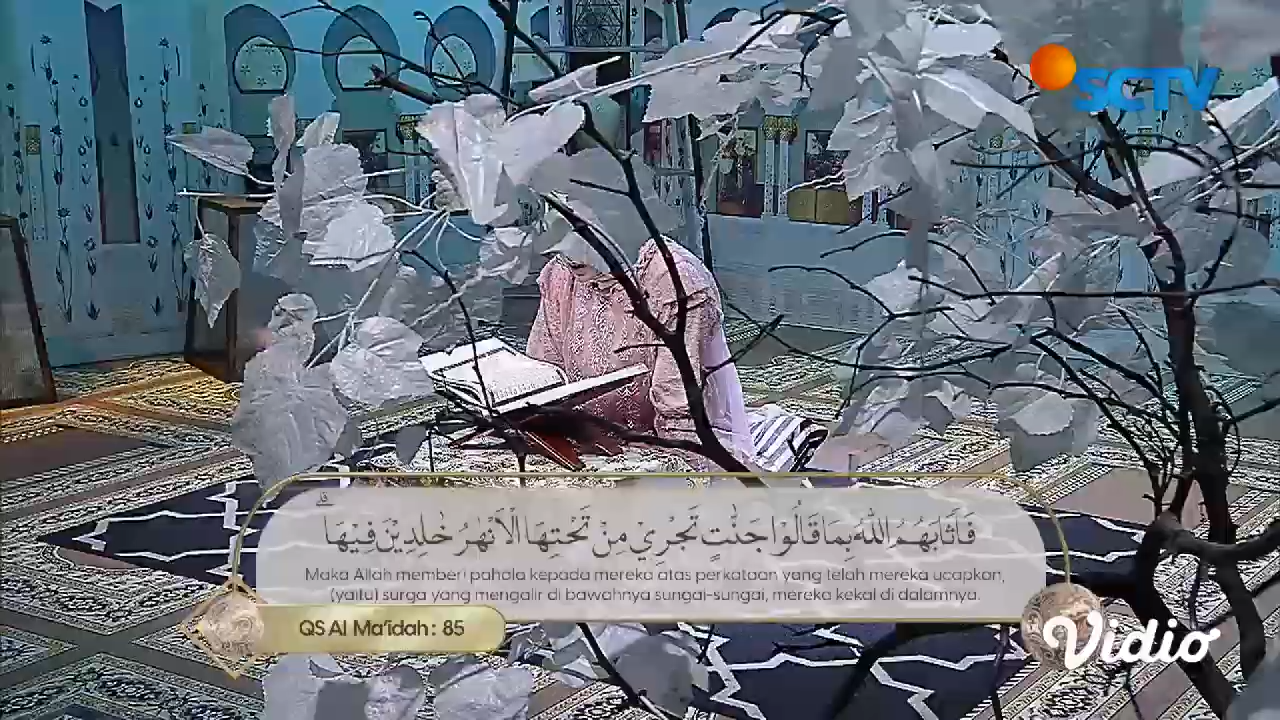 SCTV
فَاَثَابَهُمُ اللّٰهُ بِمَا قَالُوْا جَنّٰتٍ تَجْرِيْ مِنْ تَحْتِهَا الْاَنْهٰرُ خٰلِدِيْنَ فِيْهَاۗ
Maka Allah memberi pahala kepada mereka atas perkataan yang telah mereka ucapkan,
(yaitu) surga yang mengalir di bawahnya sungai-sungai, mereka kekal di dalamnya.
QS Al Ma'idah : 85
Vidio